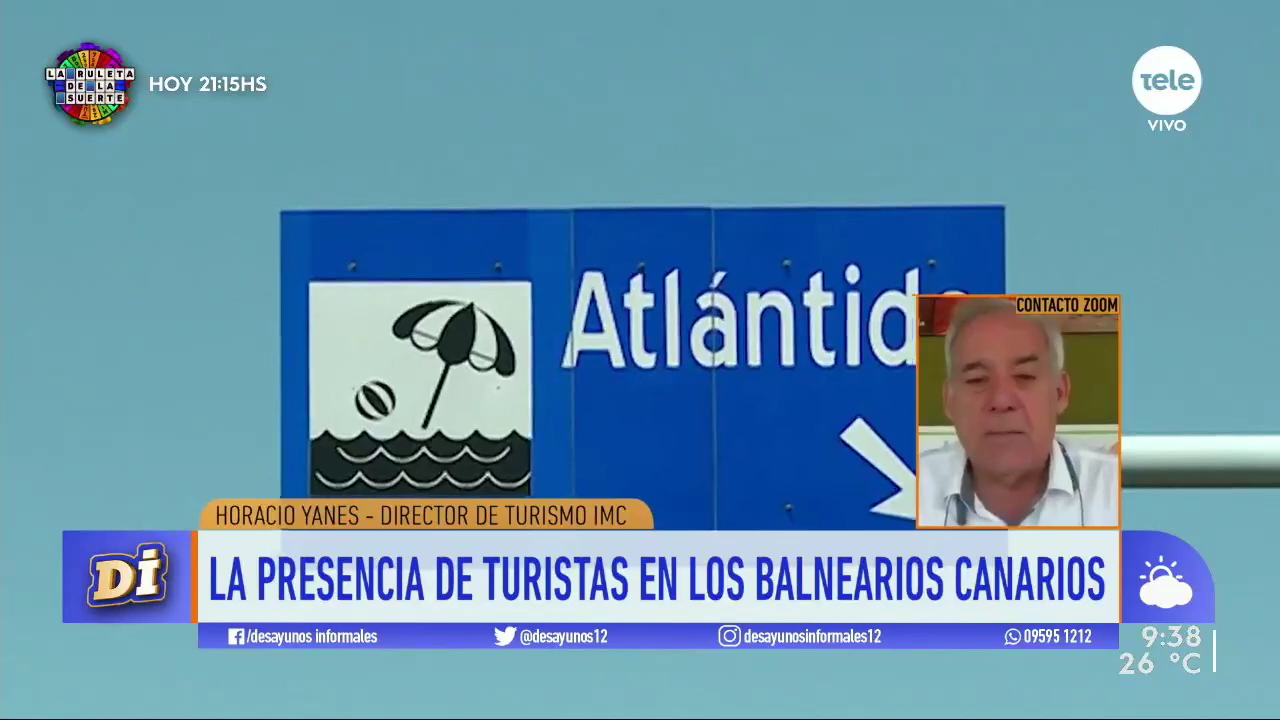 LA RULETA
DE LA
SUERTE
HOY 21:15HS
tele
VIVO
Atlántid
CONTACTO ZOOM
HORACIO YANES - DIRECTOR DE TURISMO IMC
Di
LA PRESENCIA DE TURISTAS EN LOS BALNEARIOS CANARIOS
/desayunos informales
@desayunos12
desayunosinformales12
09595 1212
9:38
26 °C